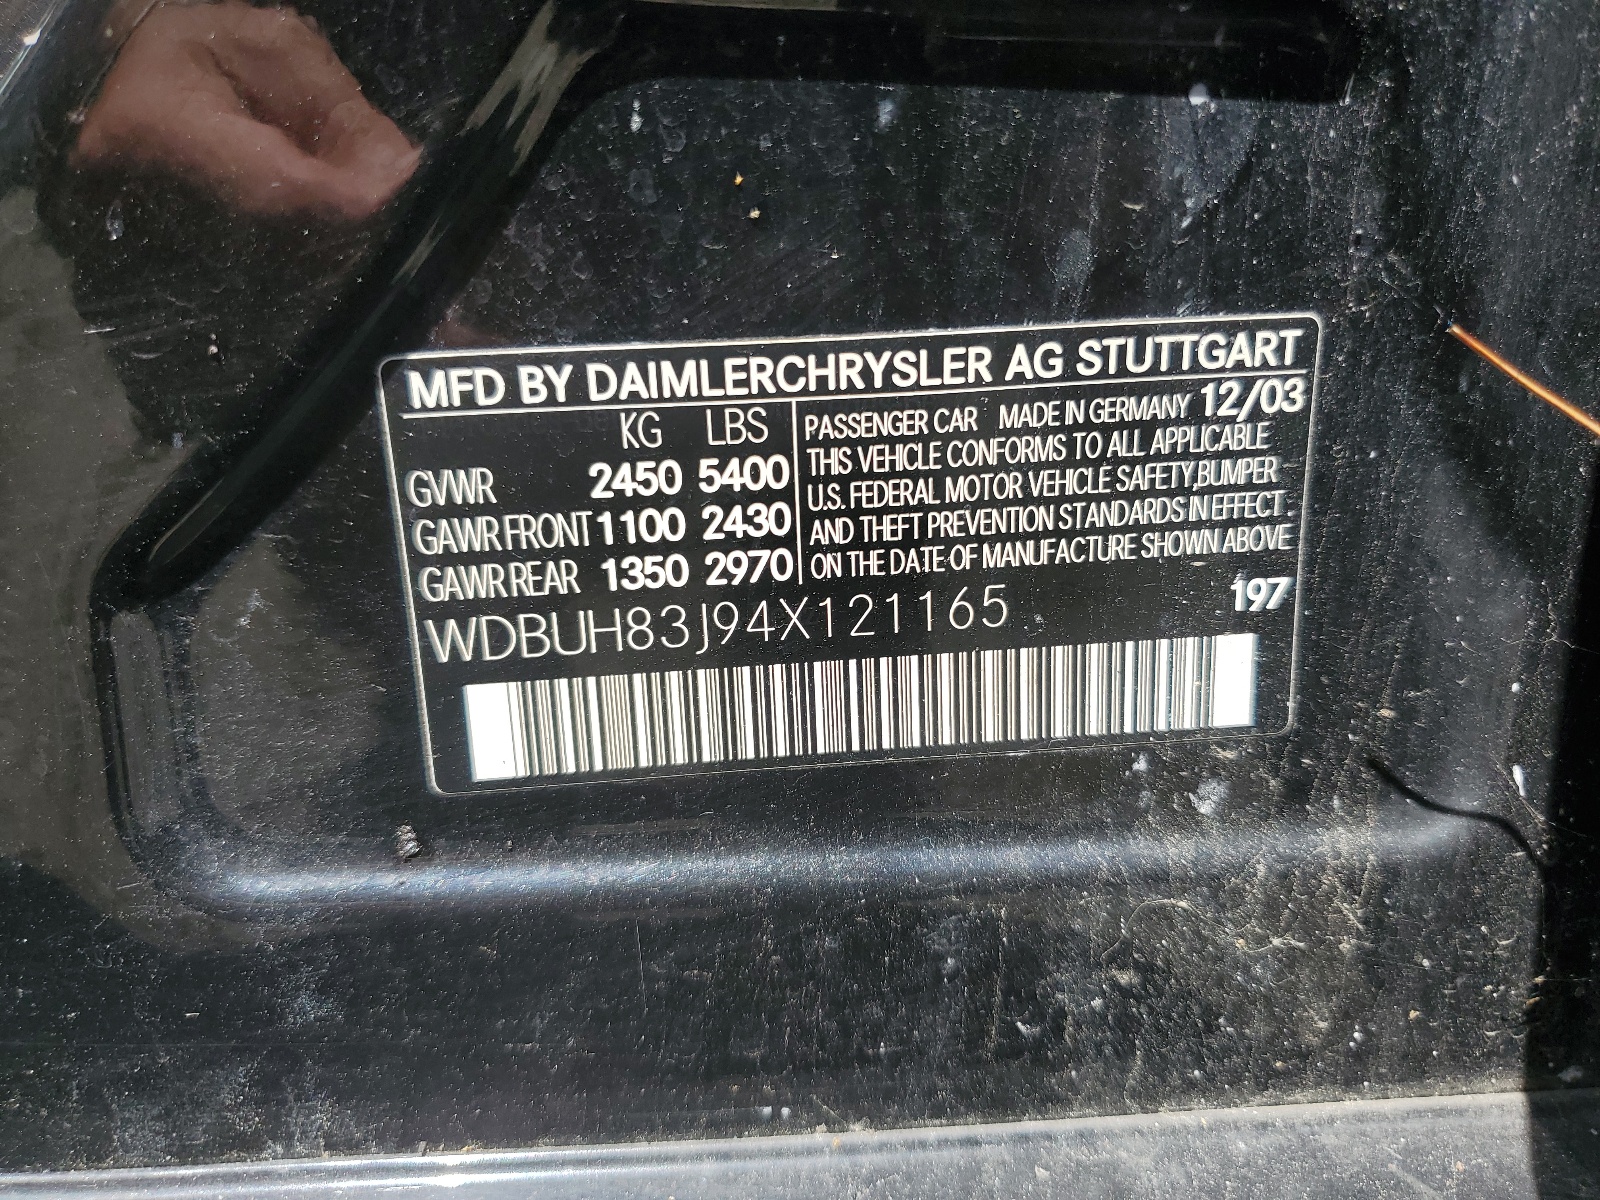 MFD BY DAIMLERCHRYSLER AG STUTTGART
KG LBS
GVWR 2450 5400
GAWR FRONT 1100 2430
GAWR REAR 1350 2970
PASSENGER CAR MADE IN GERMANY 12/03
THIS VEHICLE CONFORMS TO ALL APPLICABLE
U.S. FEDERAL MOTOR VEHICLE SAFETY,BUMPER
AND THEFT PREVENTION STANDARDS IN EFFECT
ON THE DATE OF MANUFACTURE SHOWN ABOVE
WDBUH83J94X121165
197